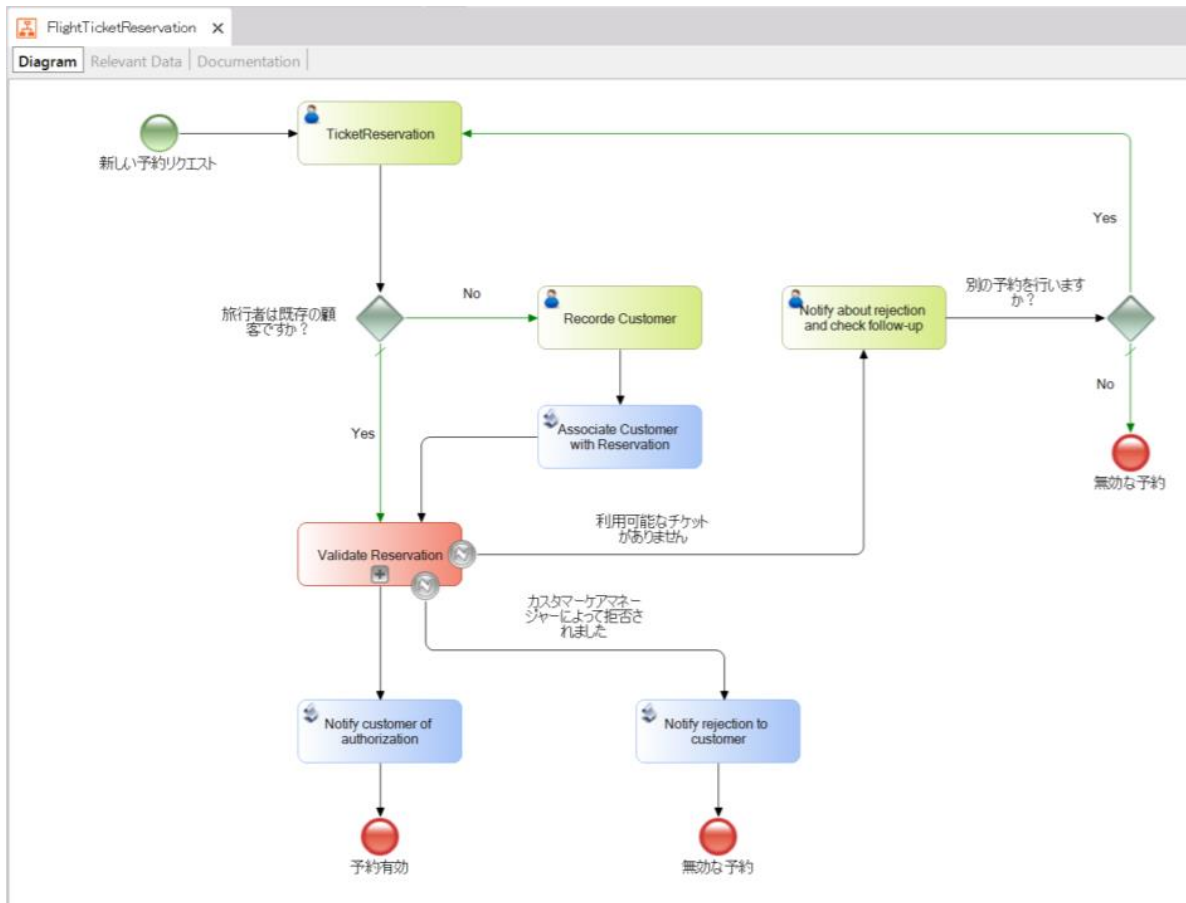 FlightTicketReservation
Diagram
Relevant Data
Documentation
TicketReservation
新しい予約リクエスト
Yes
旅行者は既存の顧
客ですか？
No
Recorde Customer
Notify about rejection
and check follow-up
別の予約を行います
か？
No
Yes
Associate Customer
with Reservation
無効な予約
利用可能なチケット
がありません
Validate Reservation
カスタマーケアマネー
ジャーによって拒否さ
れました
Notify customer of
authorization
Notify rejection to
customer
予約有効
無効な予約